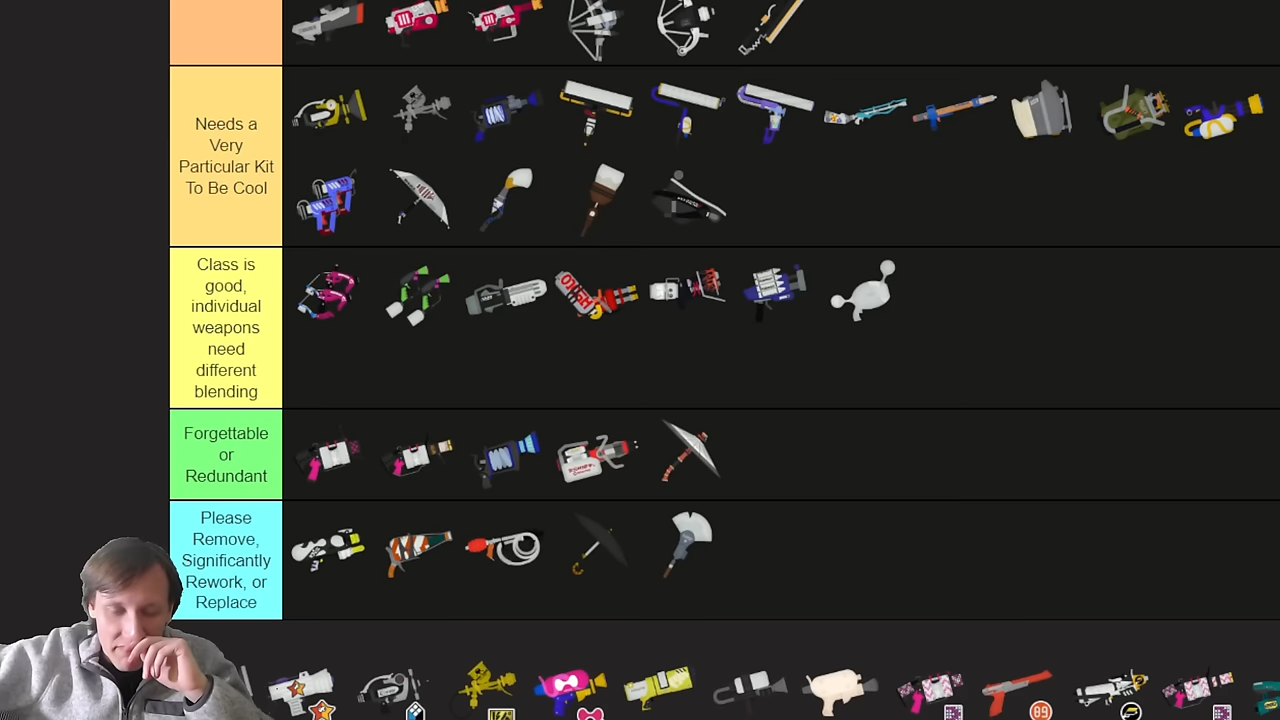 Needs a
Very
Particular Kit
To Be Cool
Class is
good,
individual
weapons
need
different
blending
Forgettable
or
Redundant
Please
Remove,
Significantly
Rework, or
Replace
89